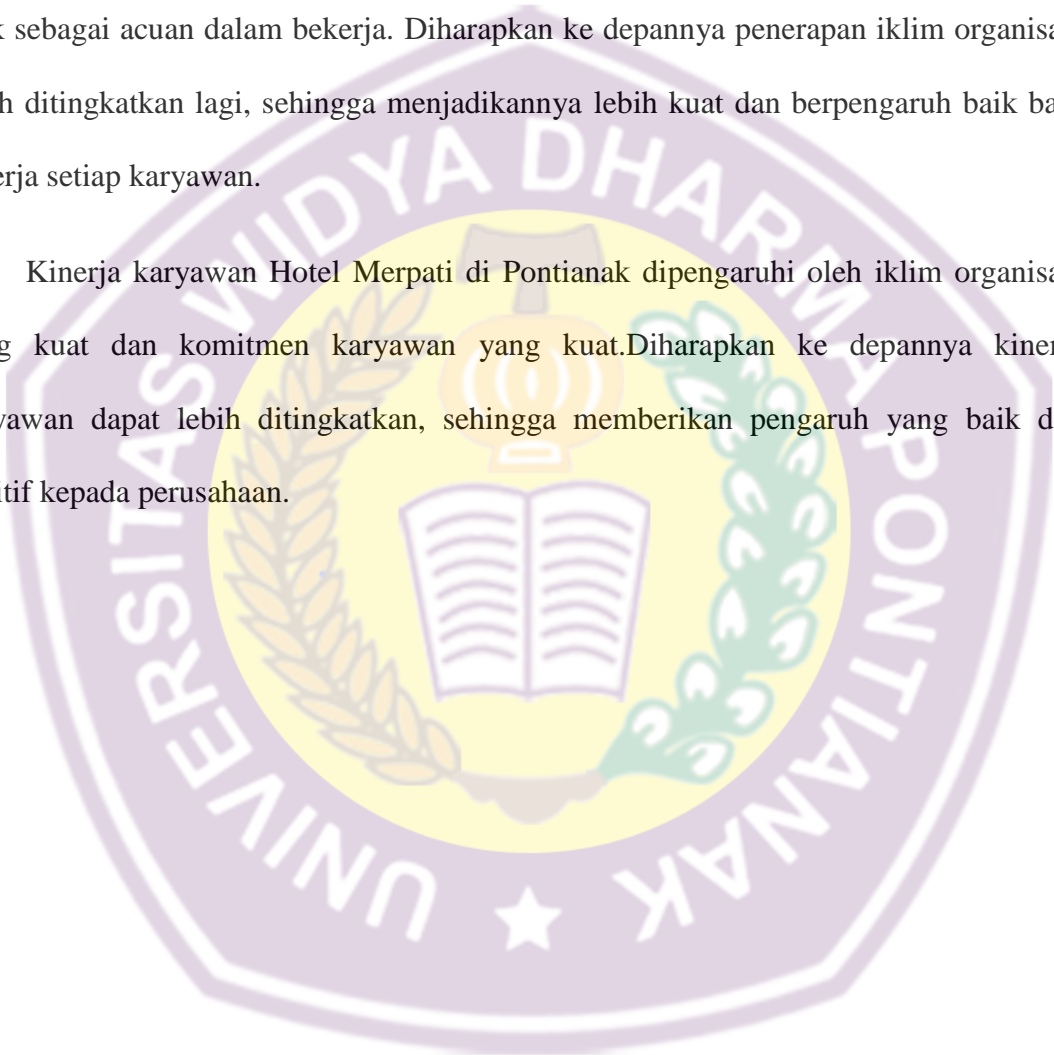 k sebagai acuan dalam bekerja. Diharapkan ke depannya penerapan iklim organisa
h ditingkatkan lagi, sehingga menjadikannya lebih kuat dan berpengaruh baik ba
erja setiap karyawan.
Kinerja karyawan Hotel Merpati di Pontianak dipengaruhi oleh iklim organisa
g kuat dan komitmen karyawan yang kuat.Diharapkan ke depannya kiner
yawan dapat lebih ditingkatkan, sehingga memberikan pengaruh yang baik d
itif kepada perusahaan.
UNIVERSITAS WIDYA DHARMA PONTIANAK